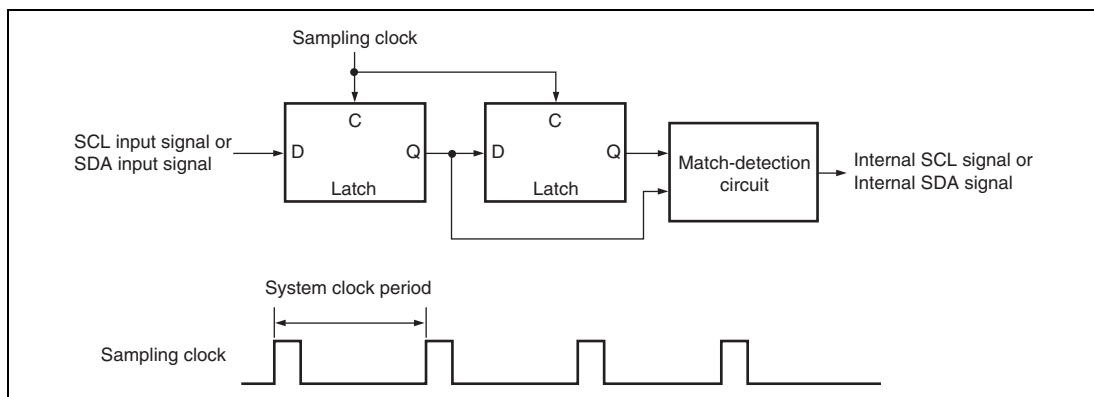 Sampling clock
C
C
SCL input signal or
SDA input signal
D
Q
D
Q
Latch
Latch
Match-detection
circuit
Internal SCL signal or
Internal SDA signal
System clock period
Sampling clock